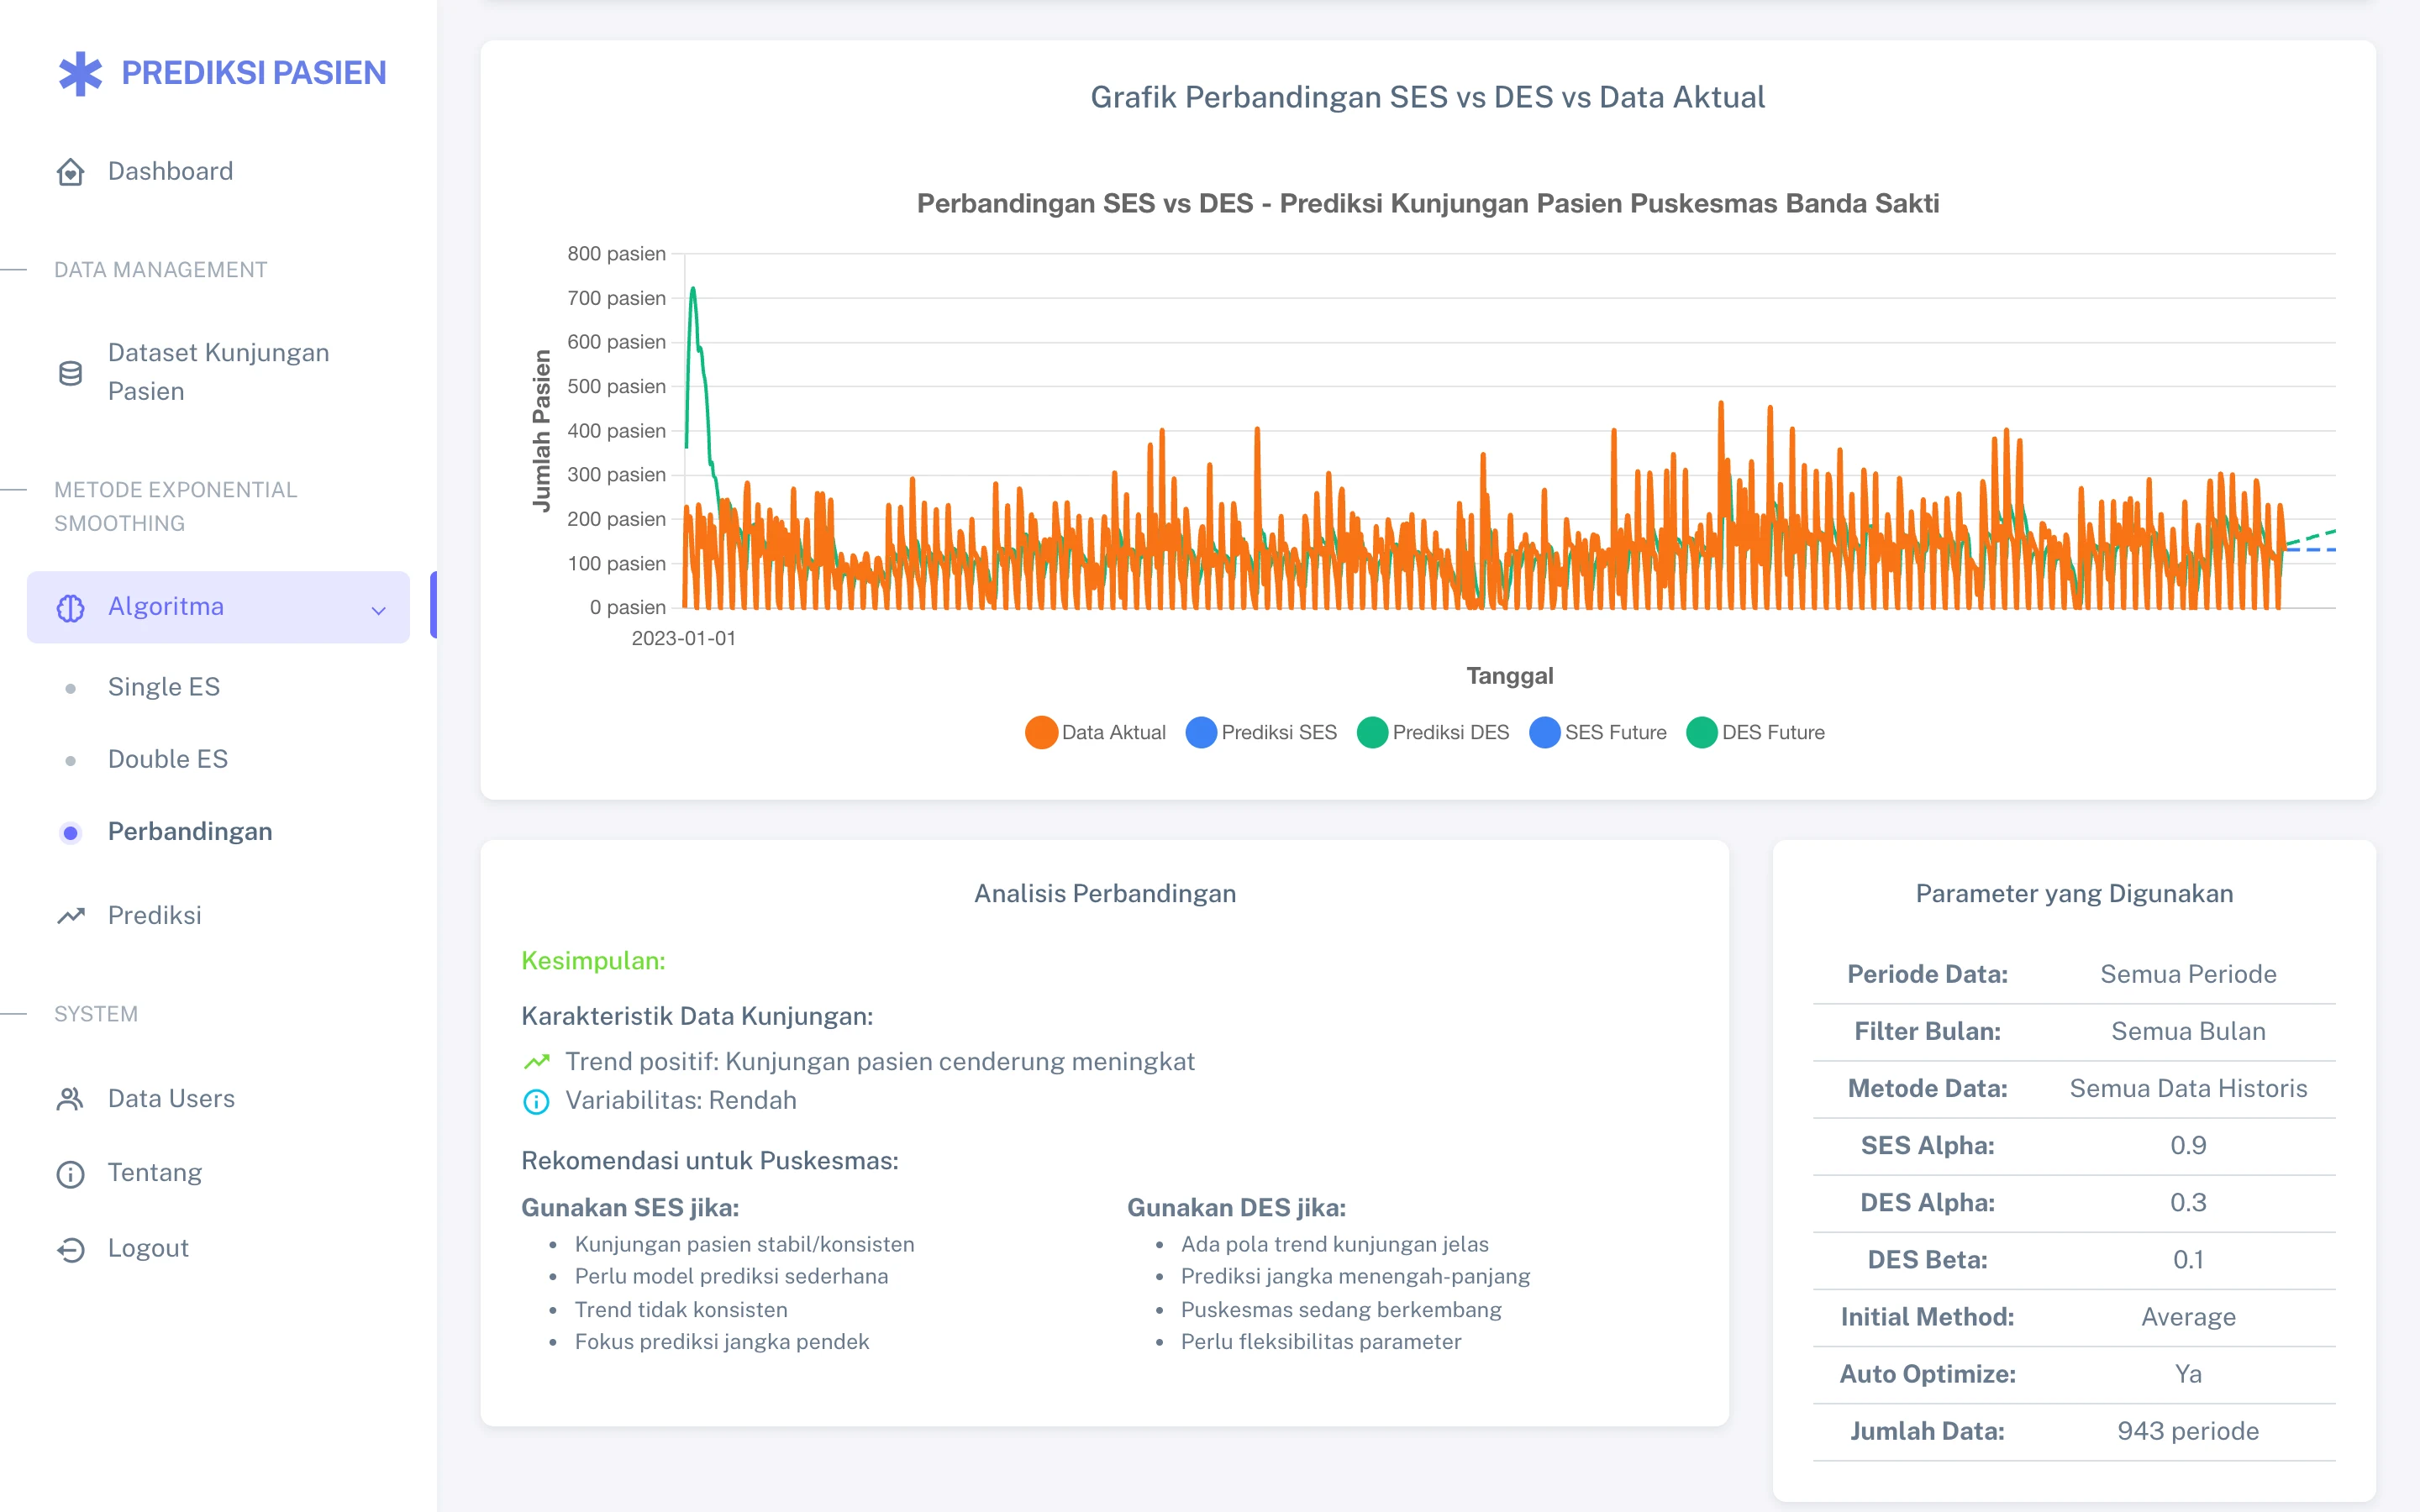 PREDIKSI PASIEN
Dashboard
DATA MANAGEMENT
Dataset Kunjungan
Pasien
METODE EXPONENTIAL
SMOOTHING
Algoritma
Single ES
Double ES
Perbandingan
Prediksi
SYSTEM
Data Users
Tentang
Logout
Grafik Perbandingan SES vs DES vs Data Aktual
Perbandingan SES vs DES - Prediksi Kunjungan Pasien Puskesmas Banda Sakti
Jumlah Pasien
800 pasien
700 pasien
600 pasien
500 pasien
400 pasien
300 pasien
200 pasien
100 pasien
0 pasien
2023-01-01
Tanggal
Data Aktual Prediksi SES Prediksi DES SES Future DES Future
Analisis Perbandingan
Kesimpulan:
Karakteristik Data Kunjungan:
Trend positif: Kunjungan pasien cenderung meningkat
Variabilitas: Rendah
Rekomendasi untuk Puskesmas:
Gunakan SES jika:
• Kunjungan pasien stabil/konsisten
• Perlu model prediksi sederhana
• Trend tidak konsisten
• Fokus prediksi jangka pendek
Gunakan DES jika:
• Ada pola trend kunjungan jelas
• Prediksi jangka menengah-panjang
• Puskesmas sedang berkembang
• Perlu fleksibilitas parameter
Parameter yang Digunakan
Periode Data: Semua Periode
Filter Bulan: Semua Bulan
Metode Data: Semua Data Historis
SES Alpha: 0.9
DES Alpha: 0.3
DES Beta: 0.1
Initial Method: Average
Auto Optimize: Ya
Jumlah Data: 943 periode